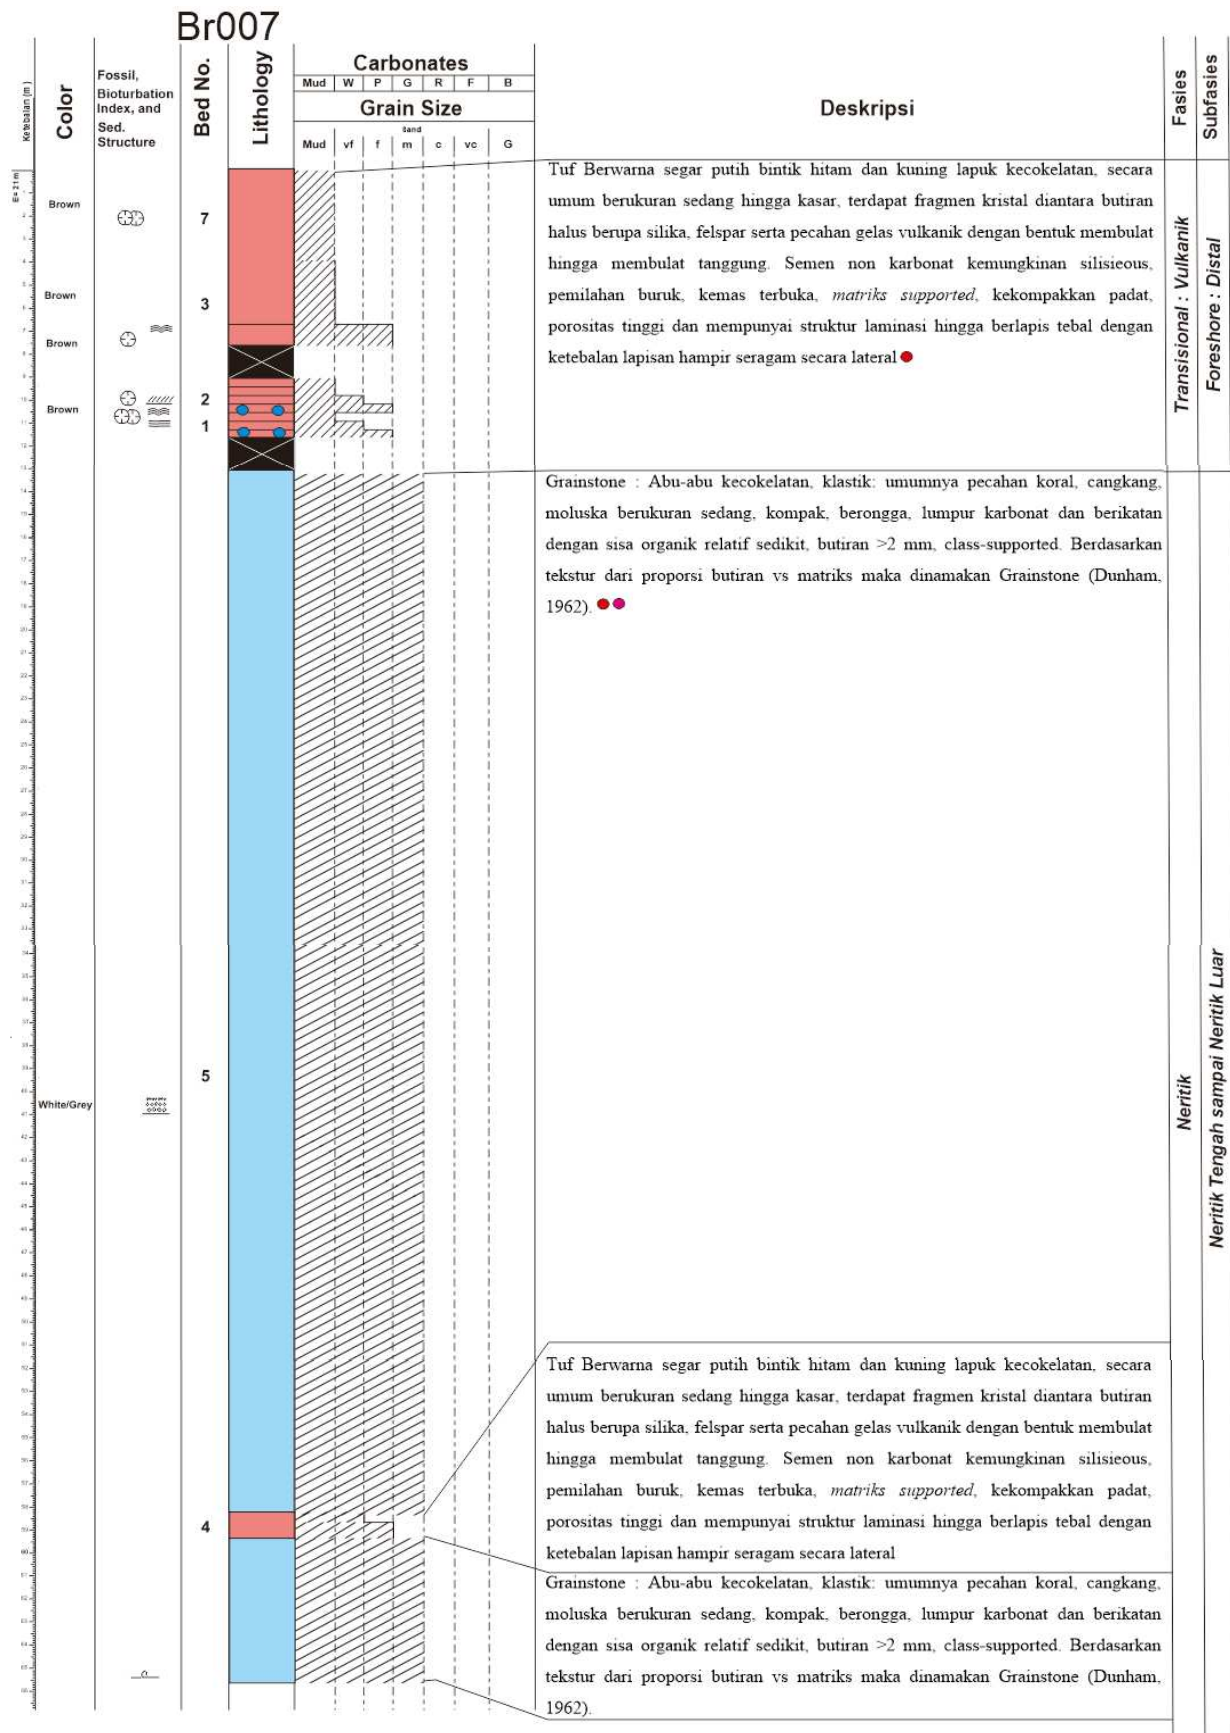 Br007
Ketebalan (m)
Color
Fossil,
Bioturbation
Index, and
Sed.
Structure
Bed No.
Lithology
Carbonates
Mud W P G R F B
Grain Size
Sand
Mud vf f m c vc G
Deskripsi
Fasies
Subfasies
Brown
7
Brown
3
Brown
2
Brown
1
Tuf Berwarna segar putih bintik hitam dan kuning lapuk kecokelatan, secara
umum berukuran sedang hingga kasar, terdapat fragmen kristal diantara butiran
halus berupa silika, felspar serta pecahan gelas vulkanik dengan bentuk membulat
hingga membulat tanggung. Semen non karbonat kemungkinan silisieous,
pemilahan buruk, kemas terbuka, matriks supported, kekompakkan padat,
porositas tinggi dan mempunyai struktur laminasi hingga berlapis tebal dengan
ketebalan lapisan hampir seragam secara lateral
Transisional : Vulkanik
Foreshore : Distal
Grainstone : Abu-abu kecokelatan, klastik: umumnya pecahan koral, cangkang,
moluska berukuran sedang, kompak, berongga, lumpur karbonat dan berikatan
dengan sisa organik relatif sedikit, butiran >2 mm, class-supported. Berdasarkan
tekstur dari proporsi butiran vs matriks maka dinamakan Grainstone (Dunham,
1962).
5
White/Grey
Neritik
Neritik Tengah sampai Neritik Luar
Tuf Berwarna segar putih bintik hitam dan kuning lapuk kecokelatan, secara
umum berukuran sedang hingga kasar, terdapat fragmen kristal diantara butiran
halus berupa silika, felspar serta pecahan gelas vulkanik dengan bentuk membulat
hingga membulat tanggung. Semen non karbonat kemungkinan silisieous,
pemilahan buruk, kemas terbuka, matriks supported, kekompakkan padat,
porositas tinggi dan mempunyai struktur laminasi hingga berlapis tebal dengan
ketebalan lapisan hampir seragam secara lateral
4
Grainstone : Abu-abu kecokelatan, klastik: umumnya pecahan koral, cangkang,
moluska berukuran sedang, kompak, berongga, lumpur karbonat dan berikatan
dengan sisa organik relatif sedikit, butiran >2 mm, class-supported. Berdasarkan
tekstur dari proporsi butiran vs matriks maka dinamakan Grainstone (Dunham,
1962).